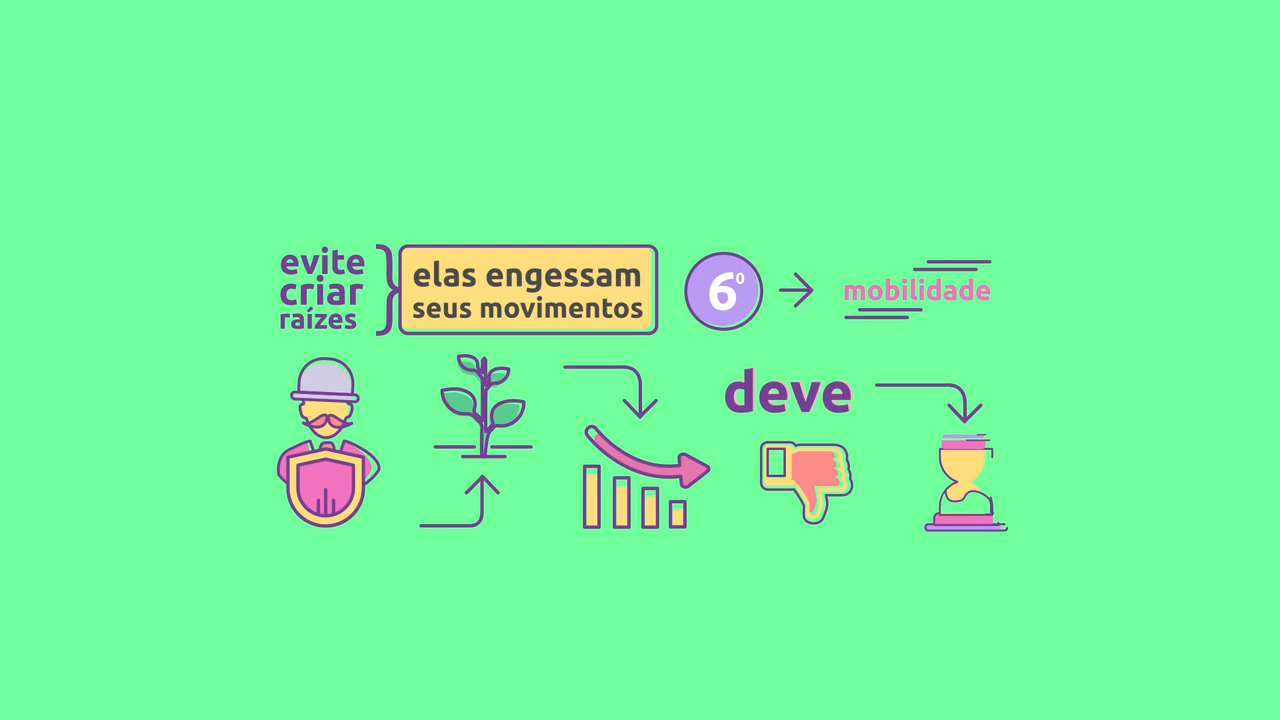 evite
criar
raízes
elas engessam
seus movimentos
6º
mobilidade
deve